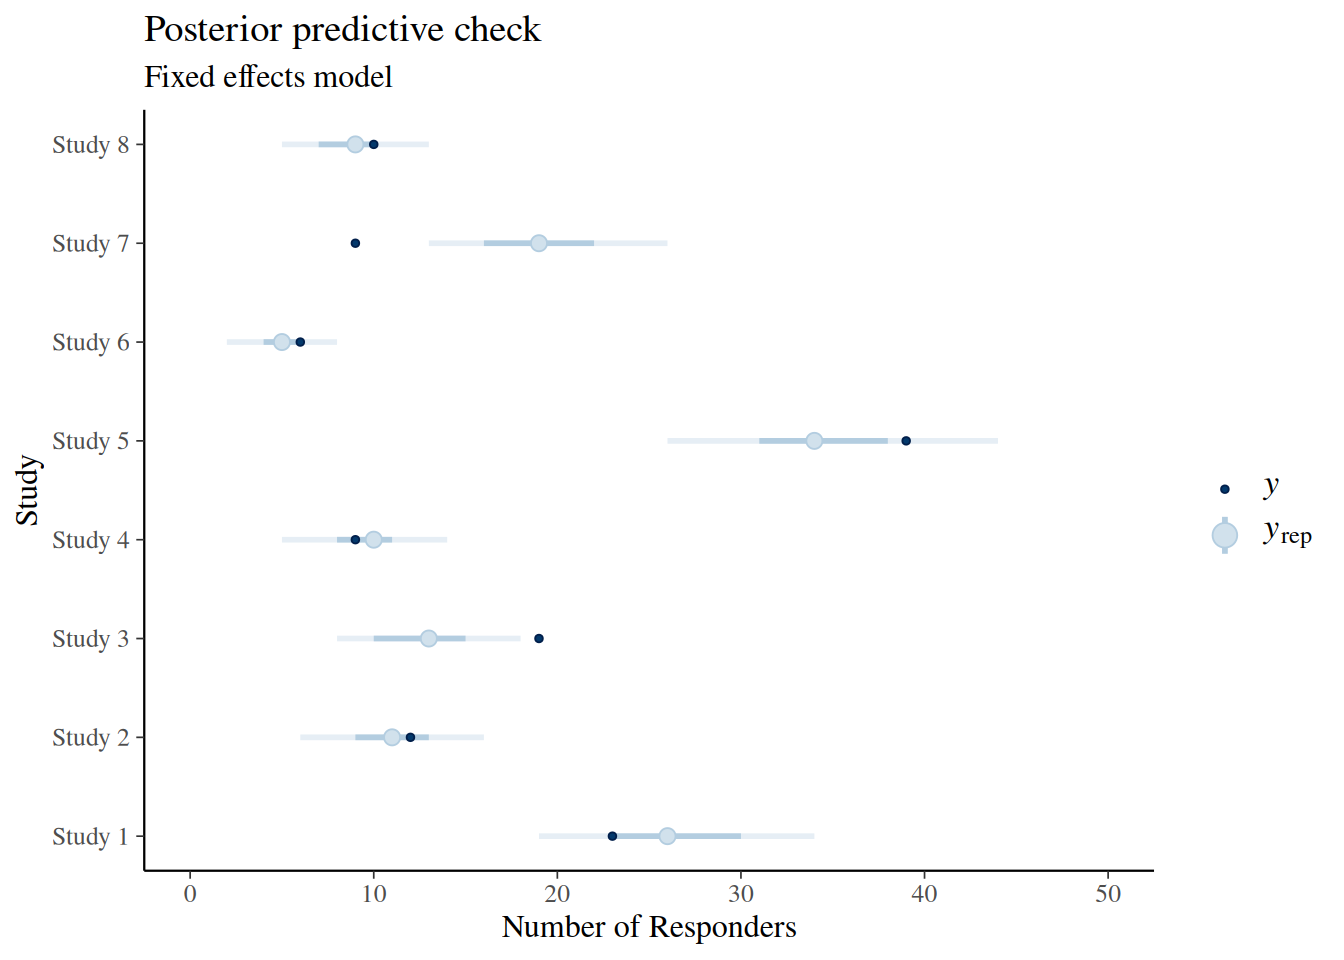 Posterior predictive check
Fixed effects model
Study 8
Study 7
Study 6
Study 5
Study 4
Study 3
Study 2
Study 1
Study
0 10 20 30 40 50
Number of Responders
y
yrep